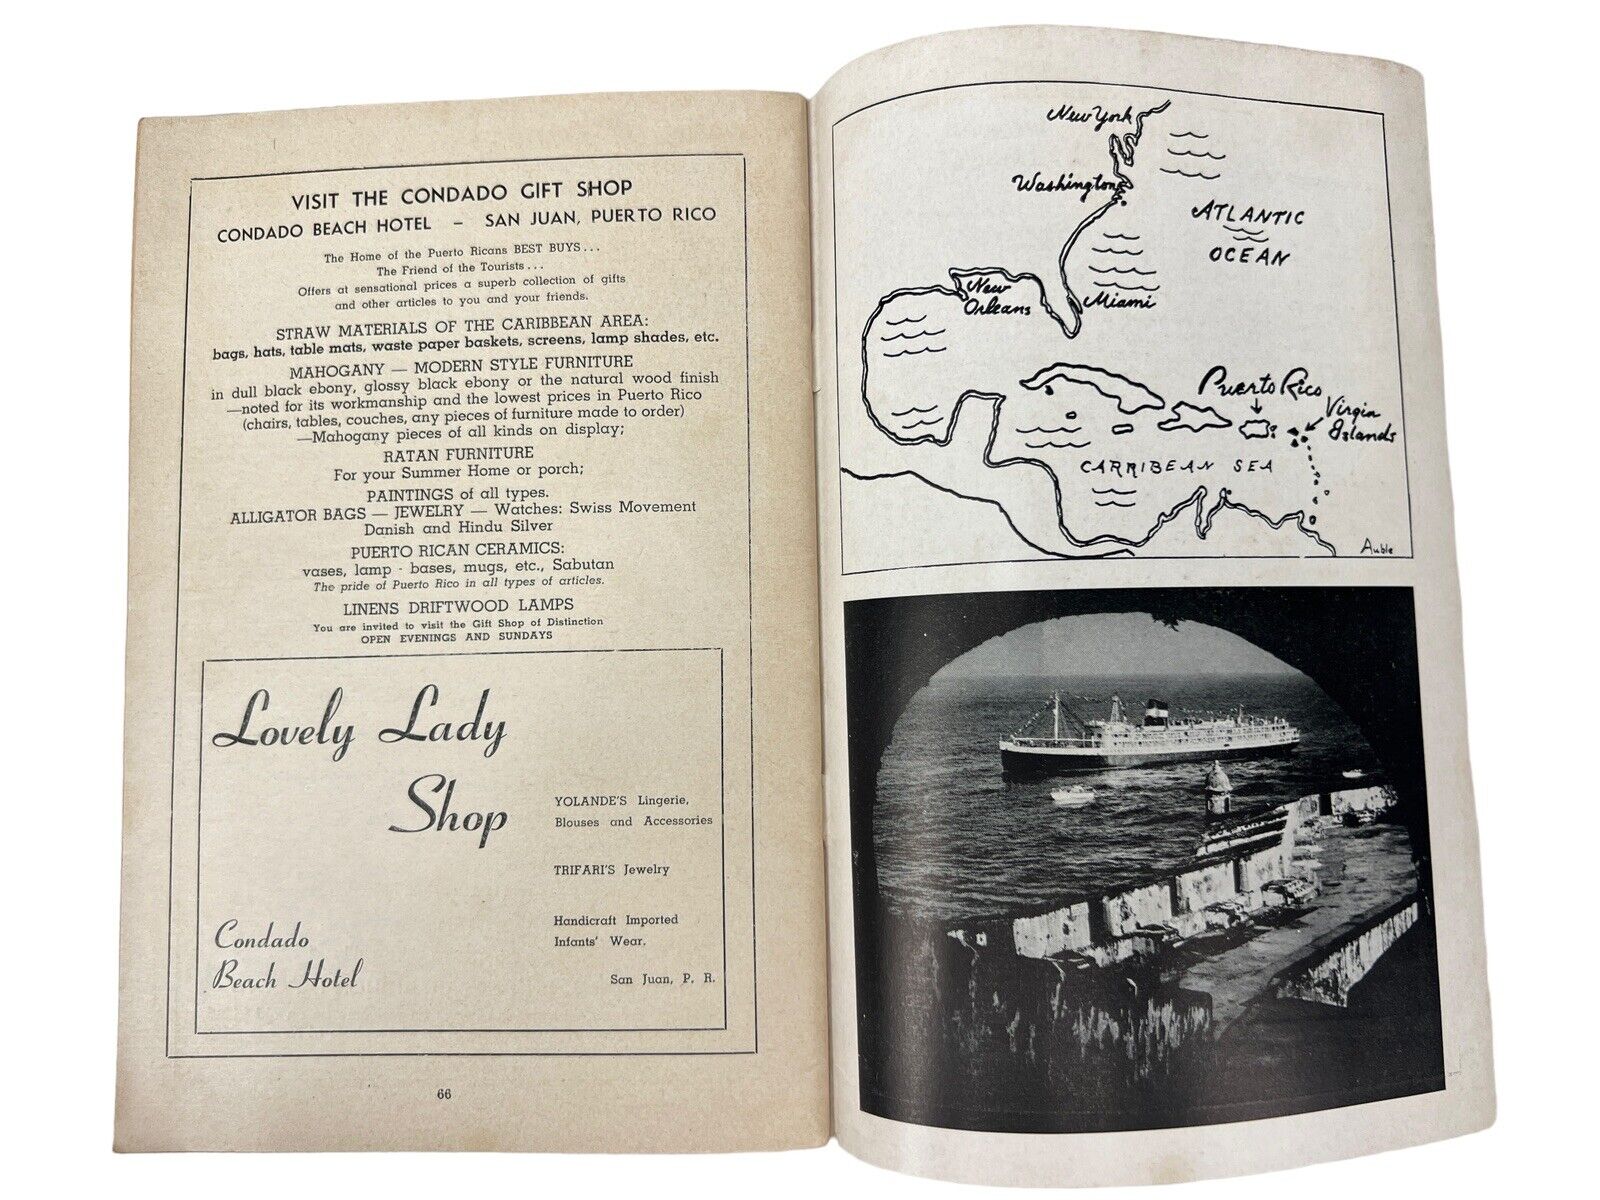 VISIT THE CONDADO GIFT SHOP
CONDADO BEACH HOTEL – SAN JUAN, PUERTO RICO
The Home of the Puerto Ricans BEST BUYS...
The Friend of the Tourists...
Offers at sensational prices a superb collection of gifts
and other articles to you and your friends.
STRAW MATERIALS OF THE CARIBBEAN AREA:
bags, hats, table mats, waste paper baskets, screens, lamp shades, etc.
MAHOGANY — MODERN STYLE FURNITURE
in dull black ebony, glossy black ebony or the natural wood finish
—noted for its workmanship and the lowest prices in Puerto Rico
(chairs, tables, couches, any pieces of furniture made to order)
—Mahogany pieces of all kinds on display;
RATAN FURNITURE
For your Summer Home or porch;
PAINTINGS of all types.
ALLIGATOR BAGS — JEWELRY — Watches: Swiss Movement
Danish and Hindu Silver
PUERTO RICAN CERAMICS:
vases, lamp - bases, mugs, etc., Sabutan
The pride of Puerto Rico in all types of articles.
LINENS DRIFTWOOD LAMPS
You are invited to visit the Gift Shop of Distinction
OPEN EVENINGS AND SUNDAYS
Lovely Lady
Shop
YOLANDE'S Lingerie,
Blouses and Accessories
TRIFARI'S Jewelry
Handicraft Imported
Infants' Wear.
Condado
Beach Hotel
San Juan, P. R.
66
New York
Washington
ATLANTIC
OCEAN
New
Orleans
Miami
Puerto Rico
Virgin
Islands
CARRIBEAN SEA
Auble